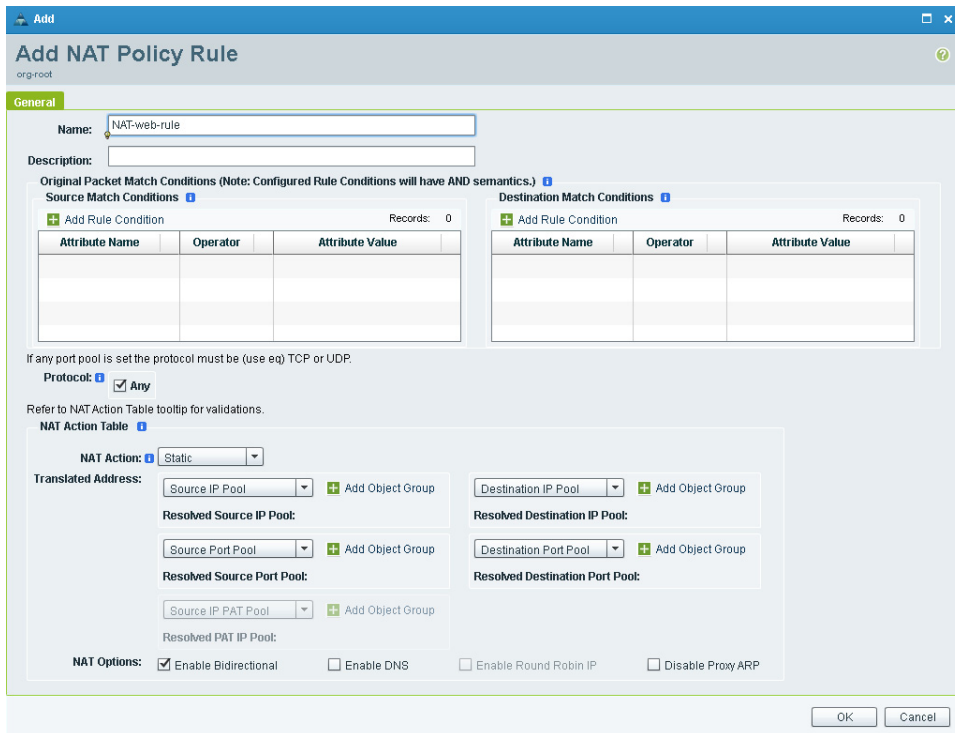 Add
Add NAT Policy Rule
org-root
General
Name: NAT-web-rule
Description:
Original Packet Match Conditions (Note: Configured Rule Conditions will have AND semantics.)
Source Match Conditions
Destination Match Conditions
Add Rule Condition Records: 0
Add Rule Condition Records: 0
Attribute Name Operator Attribute Value
Attribute Name Operator Attribute Value
If any port pool is set the protocol must be (use eq) TCP or UDP.
Protocol: Any
Refer to NAT Action Table tooltip for validations.
NAT Action Table
NAT Action: Static
Translated Address:
Source IP Pool Add Object Group
Destination IP Pool Add Object Group
Resolved Source IP Pool:
Resolved Destination IP Pool:
Source Port Pool Add Object Group
Destination Port Pool Add Object Group
Resolved Source Port Pool:
Resolved Destination Port Pool:
Source IP PAT Pool Add Object Group
Resolved PAT IP Pool:
NAT Options: Enable Bidirectional Enable DNS Enable Round Robin IP Disable Proxy ARP
OK Cancel